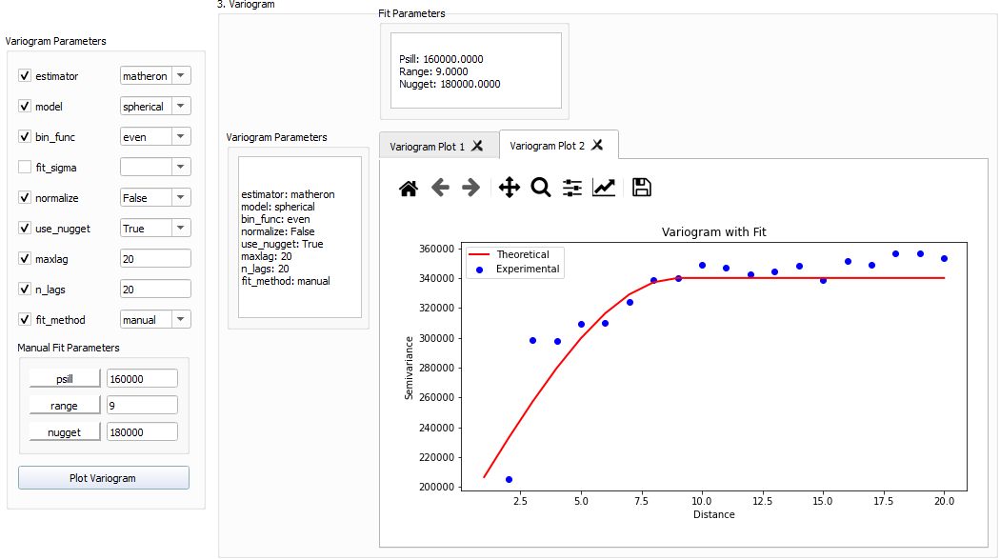 3. Variogram
Fit Parameters
Psill: 160000.0000
Range: 9.0000
Nugget: 180000.0000
Variogram Parameters
estimator matheron
model spherical
bin_func even
fit_sigma
normalize False
use_nugget True
maxlag 20
n_lags 20
fit_method manual
Manual Fit Parameters
psill 160000
range 9
nugget 180000
Plot Variogram
Variogram Parameters
estimator: matheron
model: spherical
bin_func: even
normalize: False
use_nugget: True
maxlag: 20
n_lags: 20
fit_method: manual
Variogram Plot 1 Variogram Plot 2
Variogram with Fit
Theoretical
Experimental
Semivariance
360000
340000
320000
300000
280000
260000
240000
220000
200000
2.5 5.0 7.5 10.0 12.5 15.0 17.5 20.0
Distance